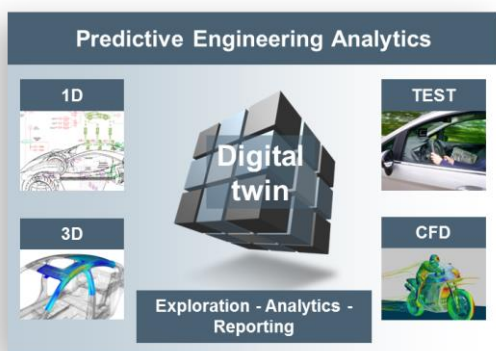 Predictive Engineering Analytics
1D
TEST
Digital
twin
3D
CFD
Exploration - Analytics -
Reporting